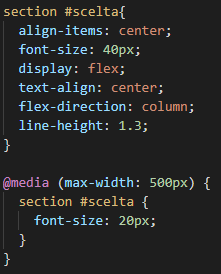 section #scelta{
  align-items: center;
  font-size: 40px;
  display: flex;
  text-align: center;
  flex-direction: column;
  line-height: 1.3;
}

@media (max-width: 500px) {
  section #scelta {
    font-size: 20px;
  }
}